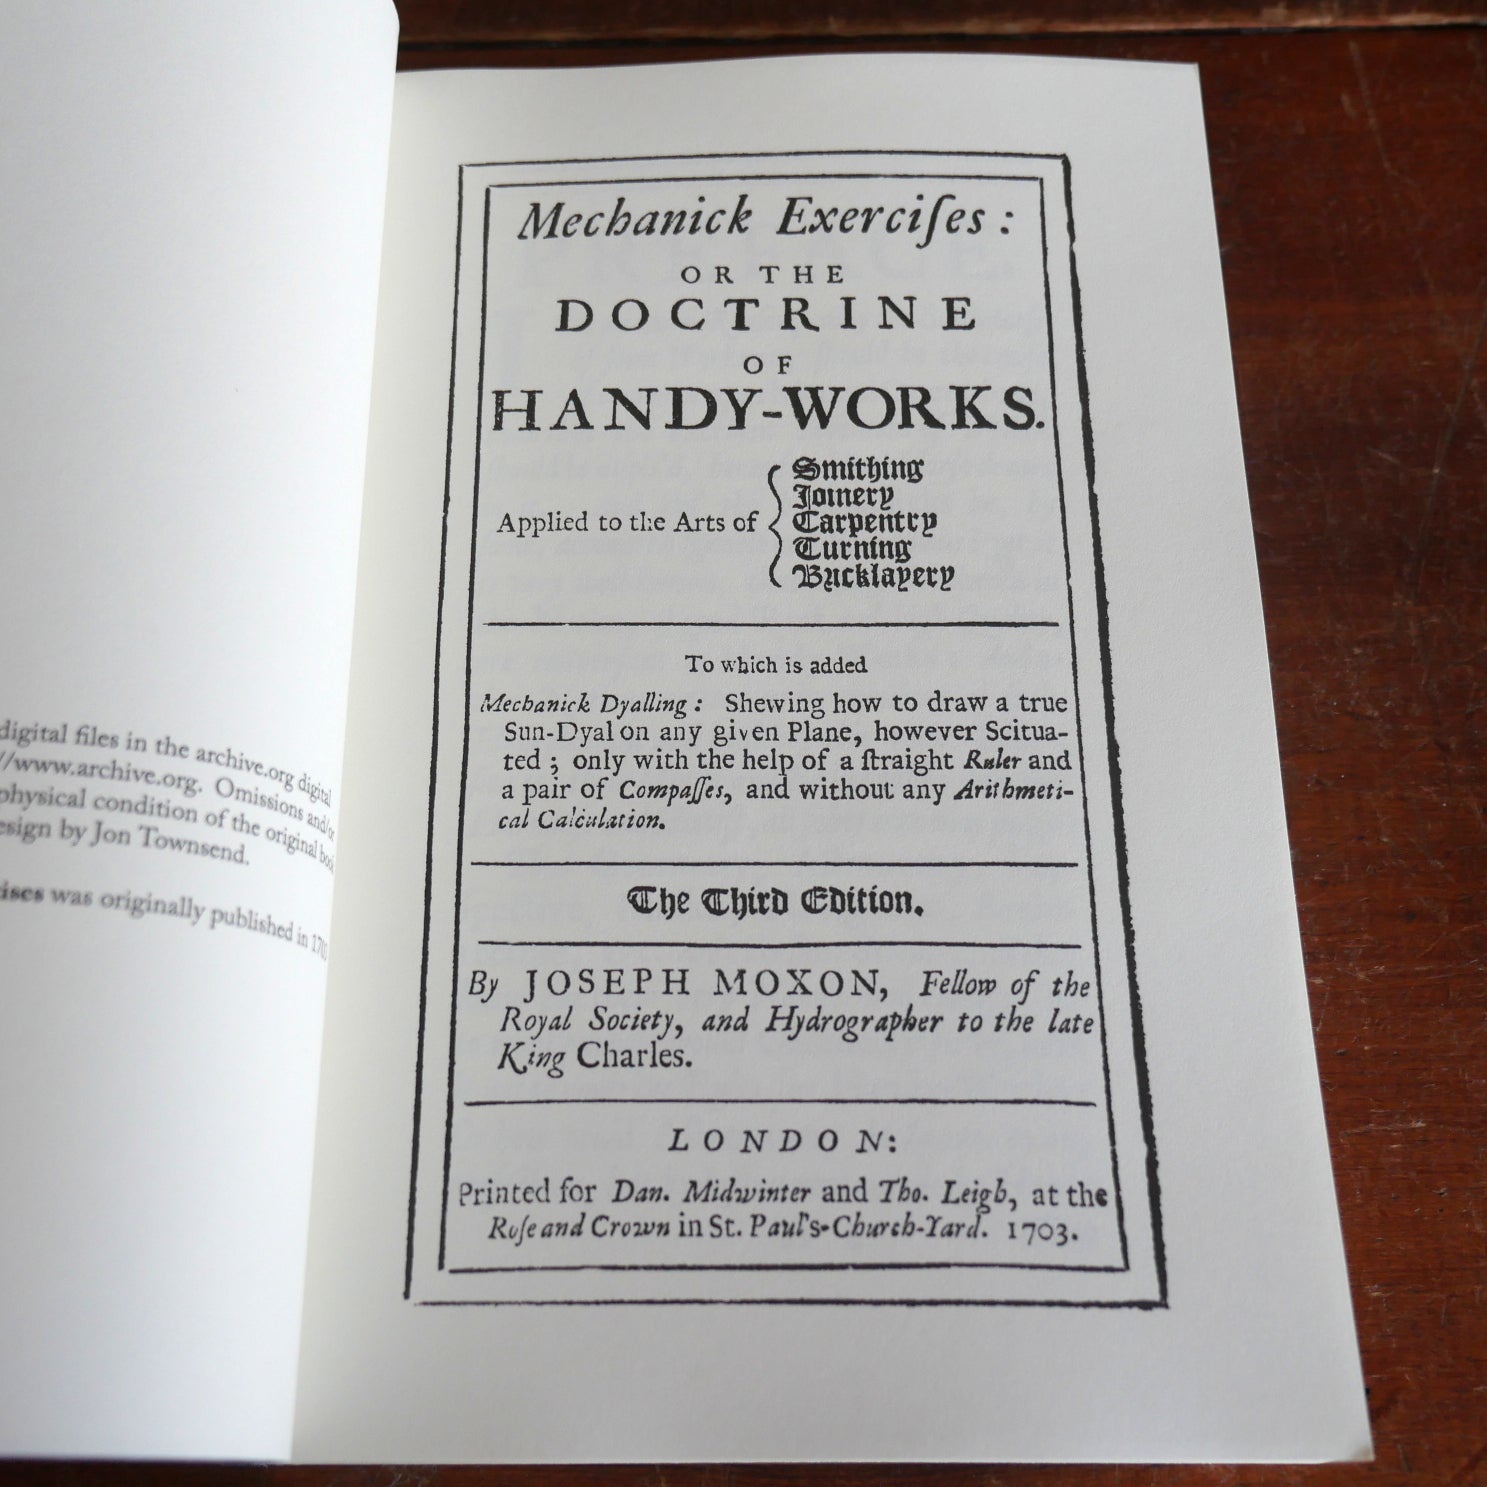 digital files in the archive.org digital
//www.archive.org. Omissions and/or
physical condition of the original book
esign by Jon Townsend.
ises was originally published in 1703
Mechanick Exerciſes:
OR THE
DOCTRINE
OF
HANDY-WORKS.
Applied to the Arts of
Smithing
Joinery
Carpentry
Turning
Bricklayery
To which is added
Mechanick Dyalling: Shewing how to draw a true
Sun-Dyal on any given Plane, however Scitua-
ted; only with the help of a ſtraight Ruler and
a pair of Compaſſes, and without any Arithmeti-
cal Calculation.
The Third Edition.
By JOSEPH MOXON, Fellow of the
Royal Society, and Hydrographer to the late
King Charles.
LONDON:
Printed for Dan. Midwinter and Tho. Leigh, at the
Roſe and Crown in St. Paul's-Church-Yard. 1703.